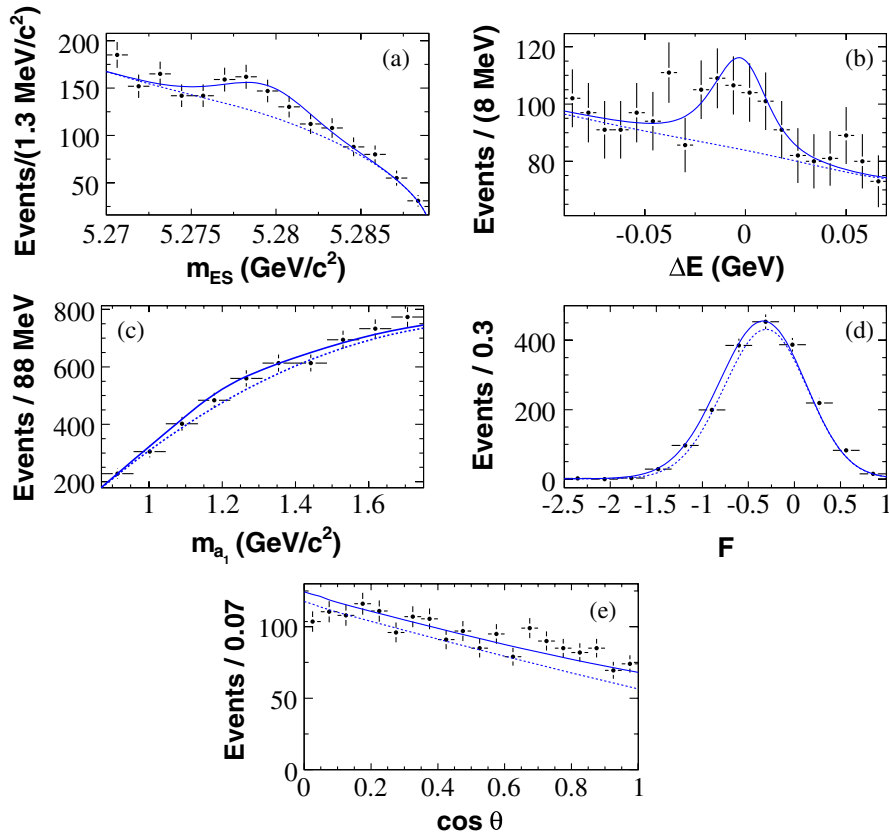 (a)
Events/(1.3 MeV/c²)
200
150
100
50
5.27 5.275 5.28 5.285
m_ES (GeV/c²)
(b)
Events / (8 MeV)
120
100
80
-0.05 0 0.05
ΔE (GeV)
(c)
Events / 88 MeV
800
600
400
200
1 1.2 1.4 1.6
m_a₁ (GeV/c²)
(d)
Events / 0.3
400
200
0
-2.5 -2 -1.5 -1 -0.5 0 0.5 1
F
(e)
Events / 0.07
100
50
0
0 0.2 0.4 0.6 0.8 1
cos θ